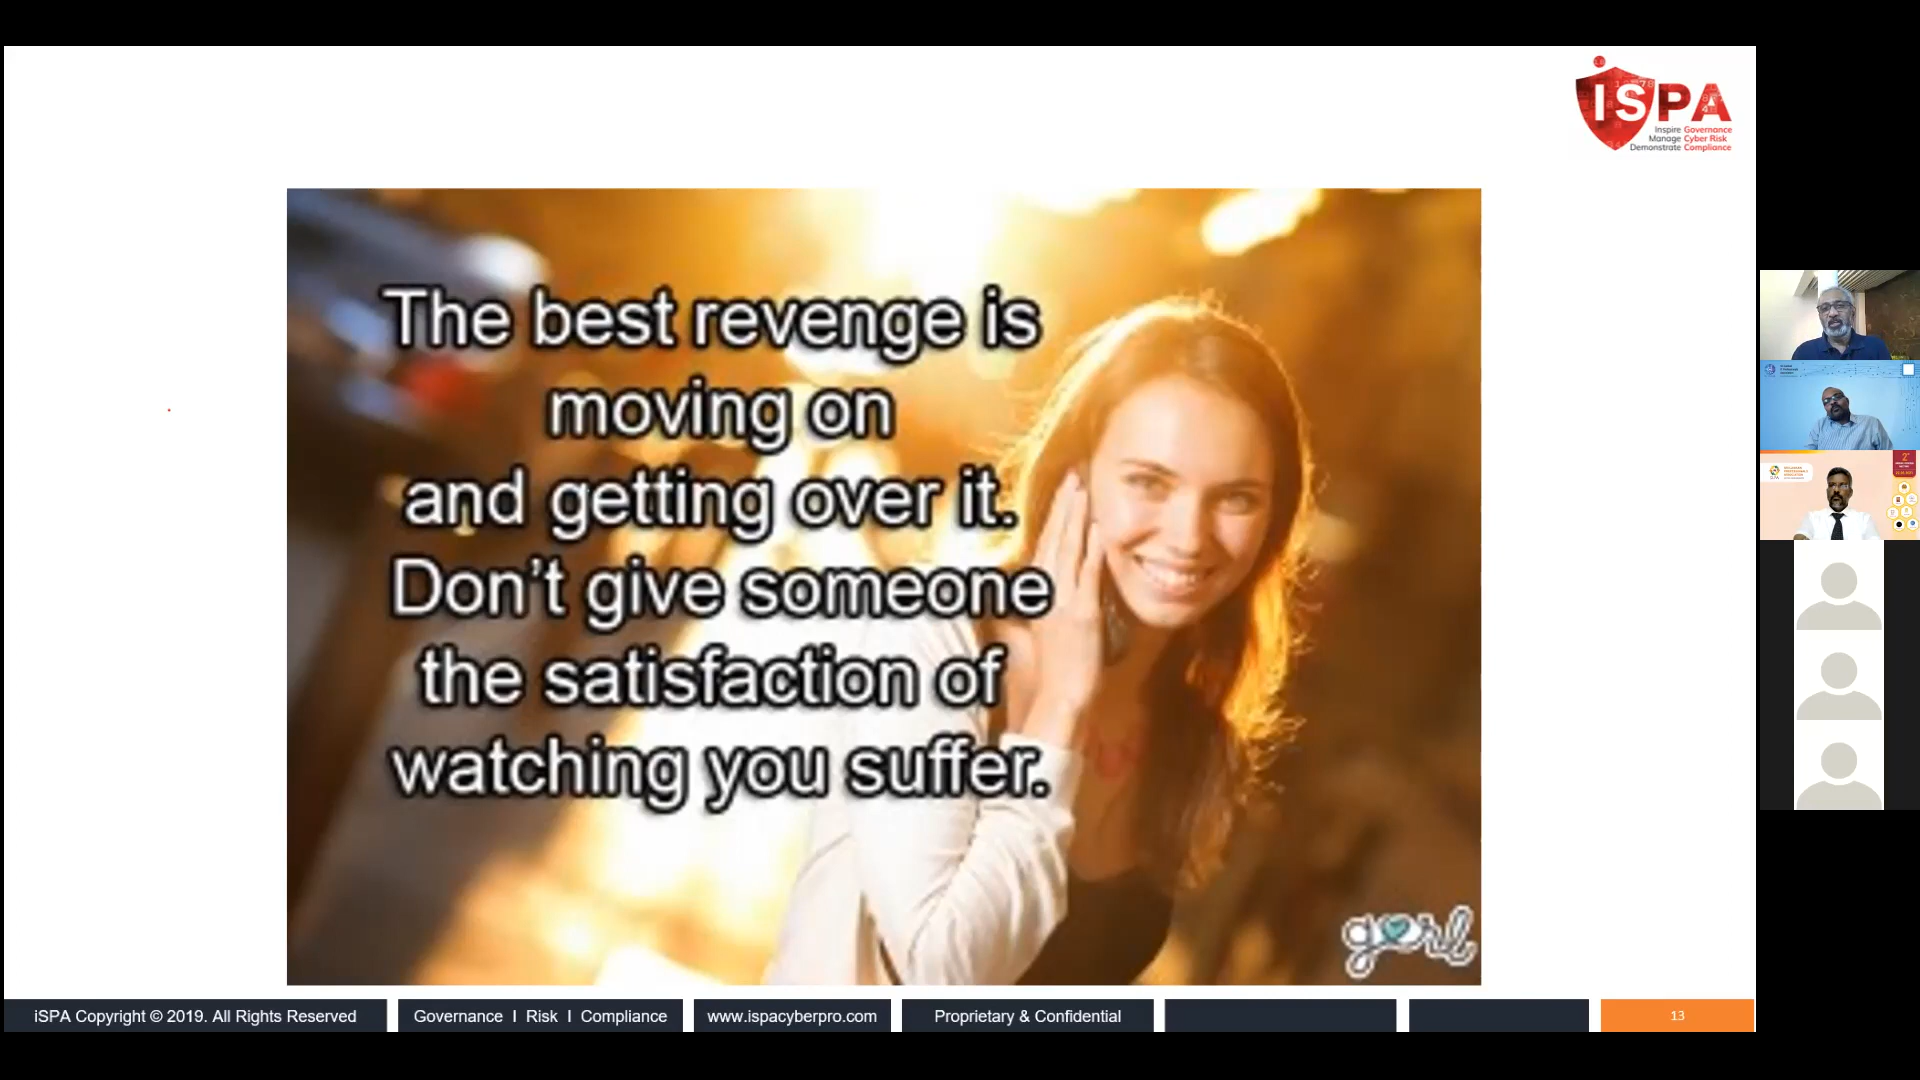 iSPA
Inspire Governance
Manage Cyber Risk
Demonstrate Compliance
The best revenge is
moving on
and getting over it.
Don't give someone
the satisfaction of
watching you suffer.
gurl
iSPA Copyright © 2019. All Rights Reserved
Governance I Risk I Compliance
www.ispacyberpro.com
Proprietary & Confidential
13